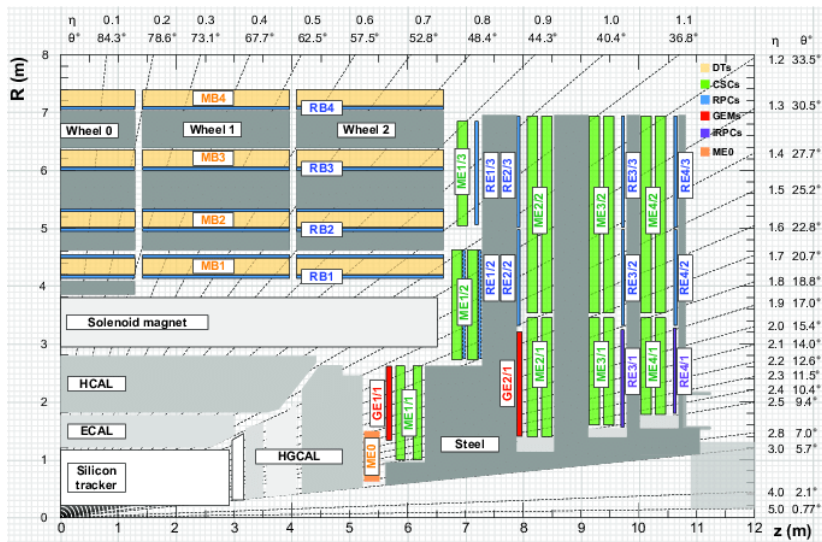 η 0.1 0.2 0.3 0.4 0.5 0.6 0.7 0.8 0.9 1.0 1.1
θ° 84.3° 78.6° 73.1° 67.7° 62.5° 57.5° 52.8° 48.4° 44.3° 40.4° 36.8° η θ°
R (m)
8
7
6
5
4
3
2
1
0
1.2 33.5°
1.3 30.5°
1.4 27.7°
1.5 25.2°
1.6 22.8°
1.7 20.7°
1.8 18.8°
1.9 17.0°
2.0 15.4°
2.1 14.0°
2.2 12.6°
2.3 11.5°
2.4 10.4°
2.5 9.4°
2.8 7.0°
3.0 5.7°
4.0 2.1°
5.0 0.77°
DTs
CSCs
RPCs
GEMs
iRPCs
ME0
MB4
RB4
Wheel 0 Wheel 1 Wheel 2
MB3
RB3
MB2
RB2
MB1
RB1
Solenoid magnet
HCAL
ECAL
HGCAL
Silicon
tracker
Steel
ME1/3
RE1/3
RE2/3
ME2/2
ME3/2
RE3/3
ME4/2
RE4/3
ME1/2
RE1/2
RE2/2
RE3/2
RE4/2
GE1/1
ME1/1
ME0
GE2/1
ME2/1
ME3/1
RE3/1
ME4/1
RE4/1
0 1 2 3 4 5 6 7 8 9 10 11 12
z (m)